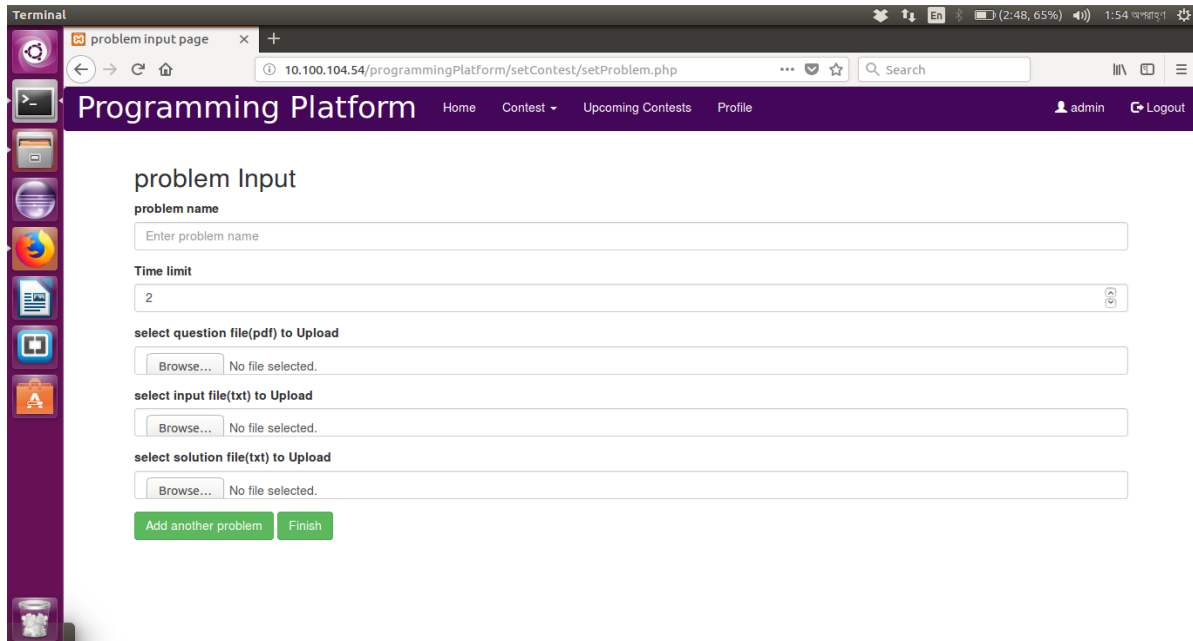 Terminal
En
(2:48, 65%)
1:54 অপরাহ্ণ
problem input page
10.100.104.54/programmingPlatform/setContest/setProblem.php
Search
Programming Platform Home Contest Upcoming Contests Profile admin Logout
problem Input
problem name
Enter problem name
Time limit
2
select question file(pdf) to Upload
Browse... No file selected.
select input file(txt) to Upload
Browse... No file selected.
select solution file(txt) to Upload
Browse... No file selected.
Add another problem Finish